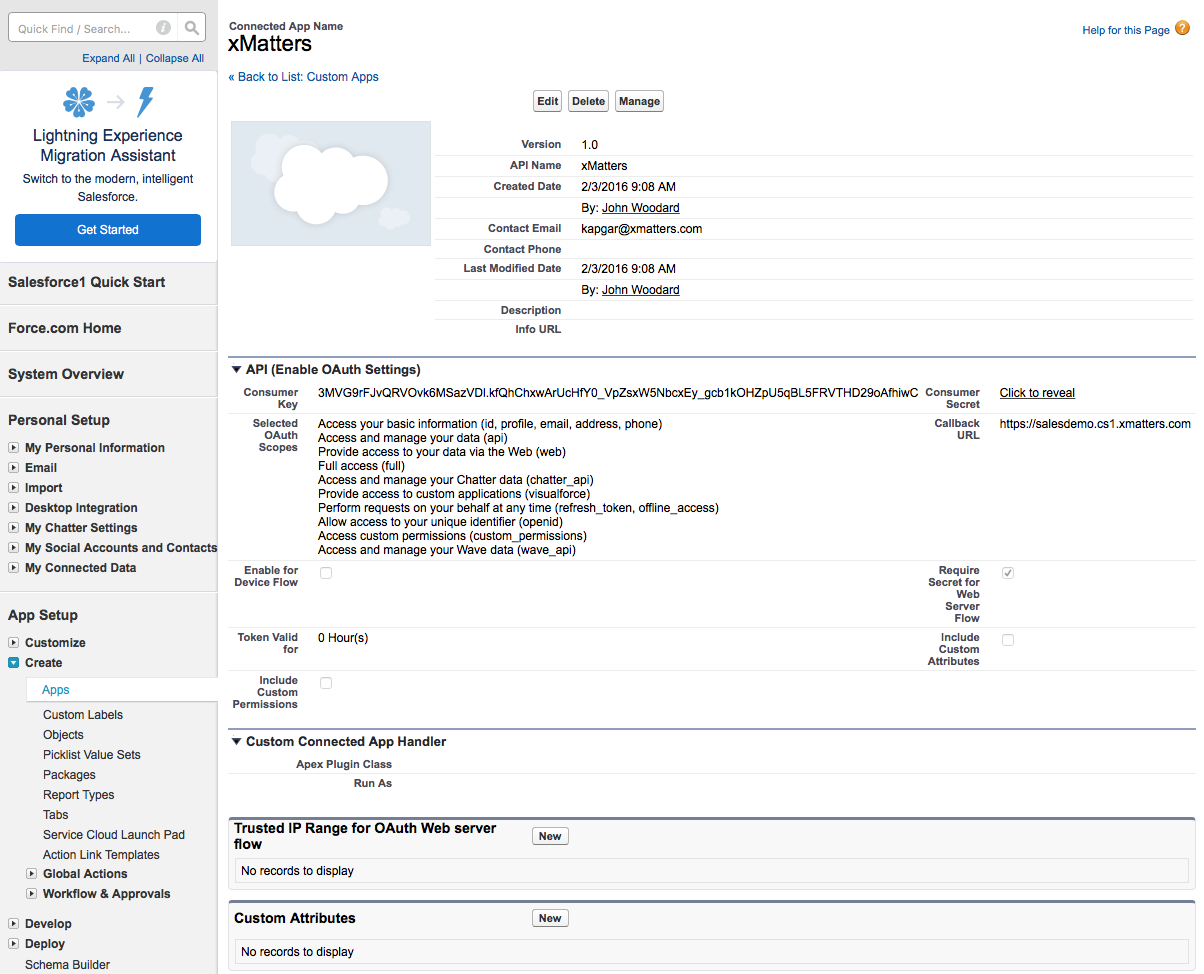 Quick Find / Search...
Expand All | Collapse All
Lightning Experience
Migration Assistant
Switch to the modern, intelligent
Salesforce.
Get Started
Salesforce1 Quick Start
Force.com Home
System Overview
Personal Setup
My Personal Information
Email
Import
Desktop Integration
My Chatter Settings
My Social Accounts and Contacts
My Connected Data
App Setup
Customize
Create
Apps
Custom Labels
Objects
Picklist Value Sets
Packages
Report Types
Tabs
Service Cloud Launch Pad
Action Link Templates
Global Actions
Workflow & Approvals
Develop
Deploy
Schema Builder
Connected App Name
xMatters
Help for this Page
« Back to List: Custom Apps
Edit Delete Manage
Version 1.0
API Name xMatters
Created Date 2/3/2016 9:08 AM
By: John Woodard
Contact Email kapgar@xmatters.com
Contact Phone
Last Modified Date 2/3/2016 9:08 AM
By: John Woodard
Description
Info URL
API (Enable OAuth Settings)
Consumer
Key
3MVG9rFJvQRVOvk6MSazVDl.kfQhChxwArUcHfY0_VpZsxW5NbcxEy_gcb1kOHZpU5qBL5FRVTHD29oAfhiwC
Consumer
Secret
Click to reveal
Selected
OAuth
Scopes
Access your basic information (id, profile, email, address, phone)
Access and manage your data (api)
Provide access to your data via the Web (web)
Full access (full)
Access and manage your Chatter data (chatter_api)
Provide access to custom applications (visualforce)
Perform requests on your behalf at any time (refresh_token, offline_access)
Allow access to your unique identifier (openid)
Access custom permissions (custom_permissions)
Access and manage your Wave data (wave_api)
Callback
URL
https://salesdemo.cs1.xmatters.com
Enable for
Device Flow
Require
Secret for
Web
Server
Flow
Token Valid
for
0 Hour(s)
Include
Custom
Attributes
Include
Custom
Permissions
Custom Connected App Handler
Apex Plugin Class
Run As
Trusted IP Range for OAuth Web server
flow
New
No records to display
Custom Attributes
New
No records to display